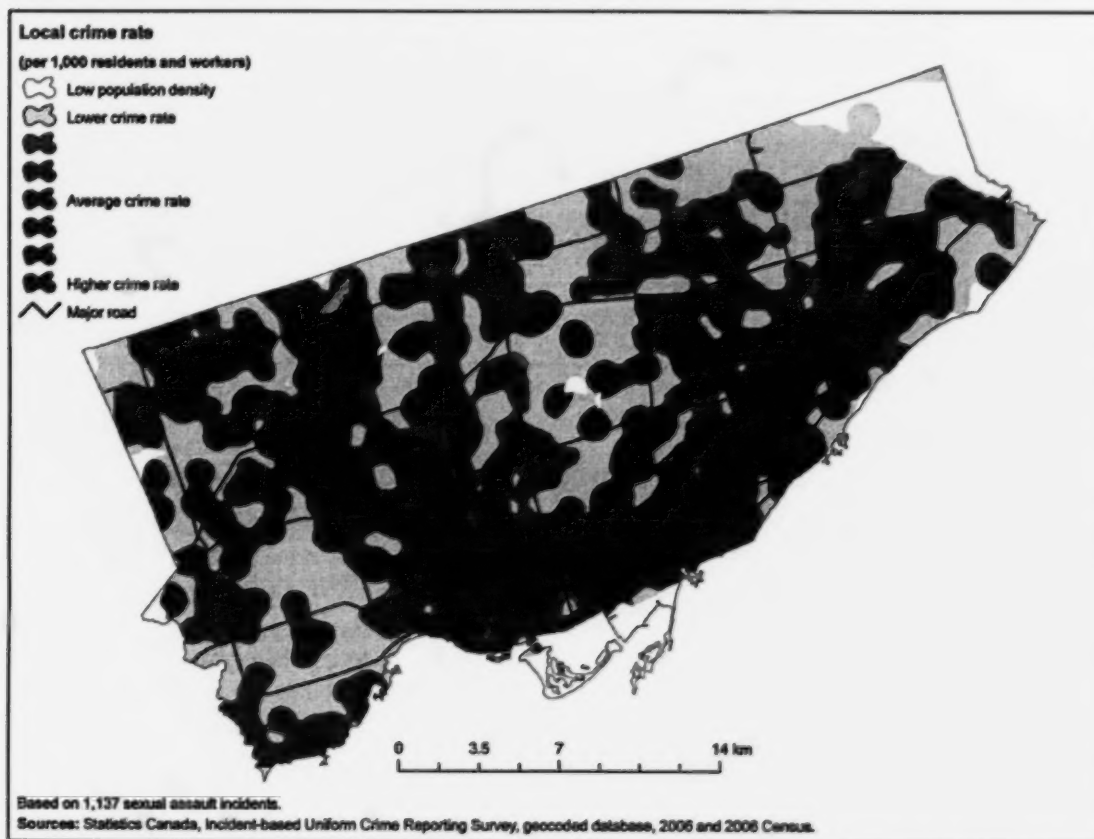 Local crime rate
(per 1,000 residents and workers)
Low population density
Lower crime rate
Average crime rate
Higher crime rate
Major road
0 3.5 7 14 km
Based on 1,137 sexual assault incidents.
Sources: Statistics Canada, Incident-based Uniform Crime Reporting Survey, geocoded database, 2006 and 2006 Census.